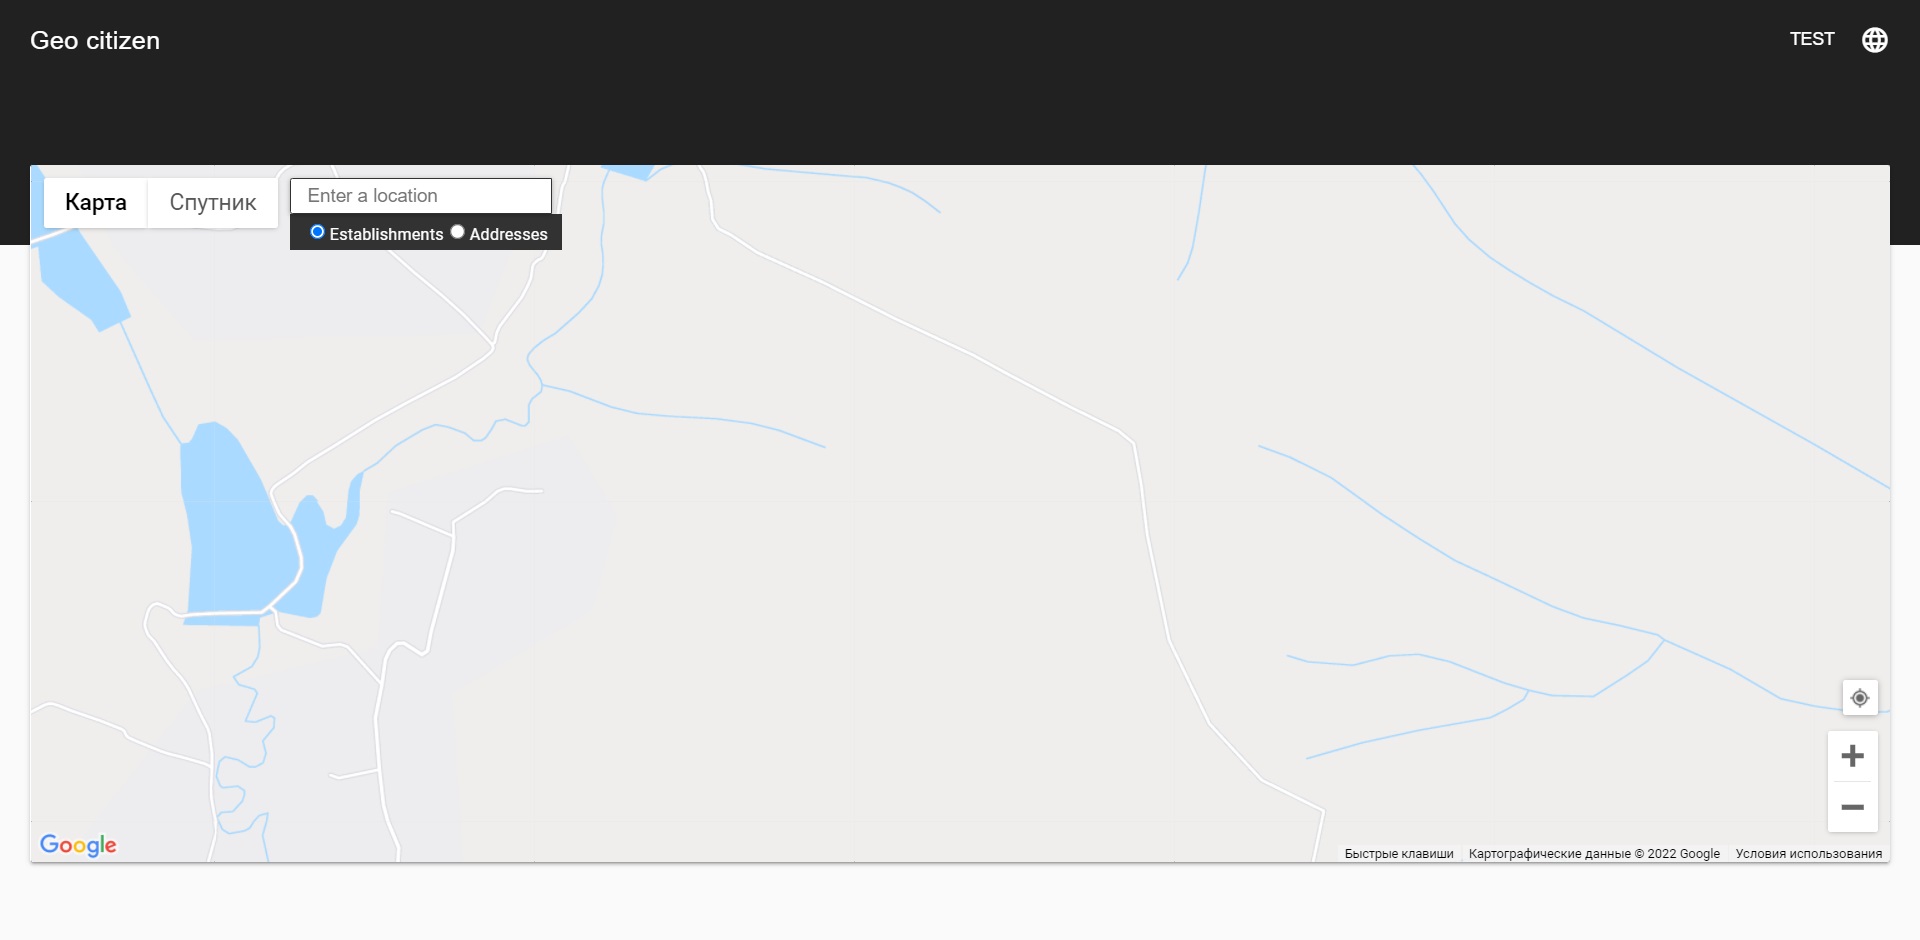 Geo citizen
TEST
Карта
Спутник
Enter a location
Establishments
Addresses
Google
Быстрые клавиши
Картографические данные © 2022 Google
Условия использования